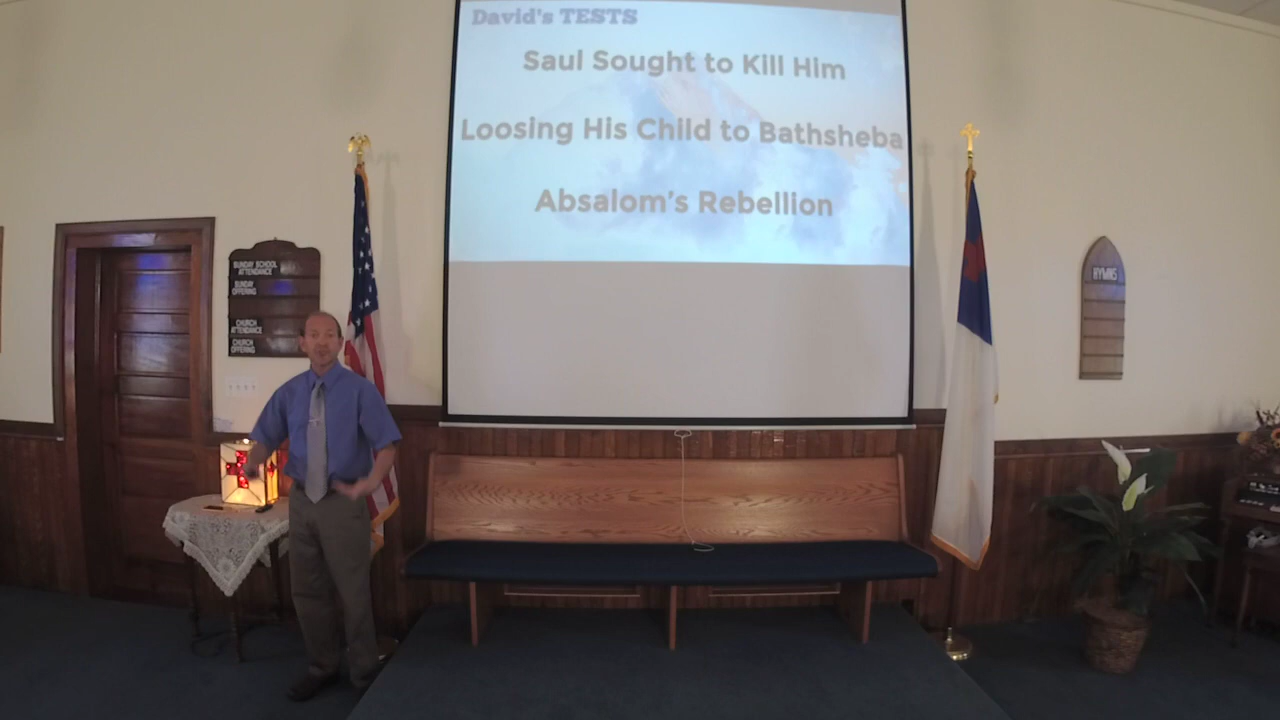 David's TESTS
Saul Sought to Kill Him
Loosing His Child to Bathsheba
Absalom's Rebellion
SUNDAY SCHOOL
ATTENDANCE
SUNDAY
OFFERING
CHURCH
ATTENDANCE
CHURCH
OFFERING
HYMNS